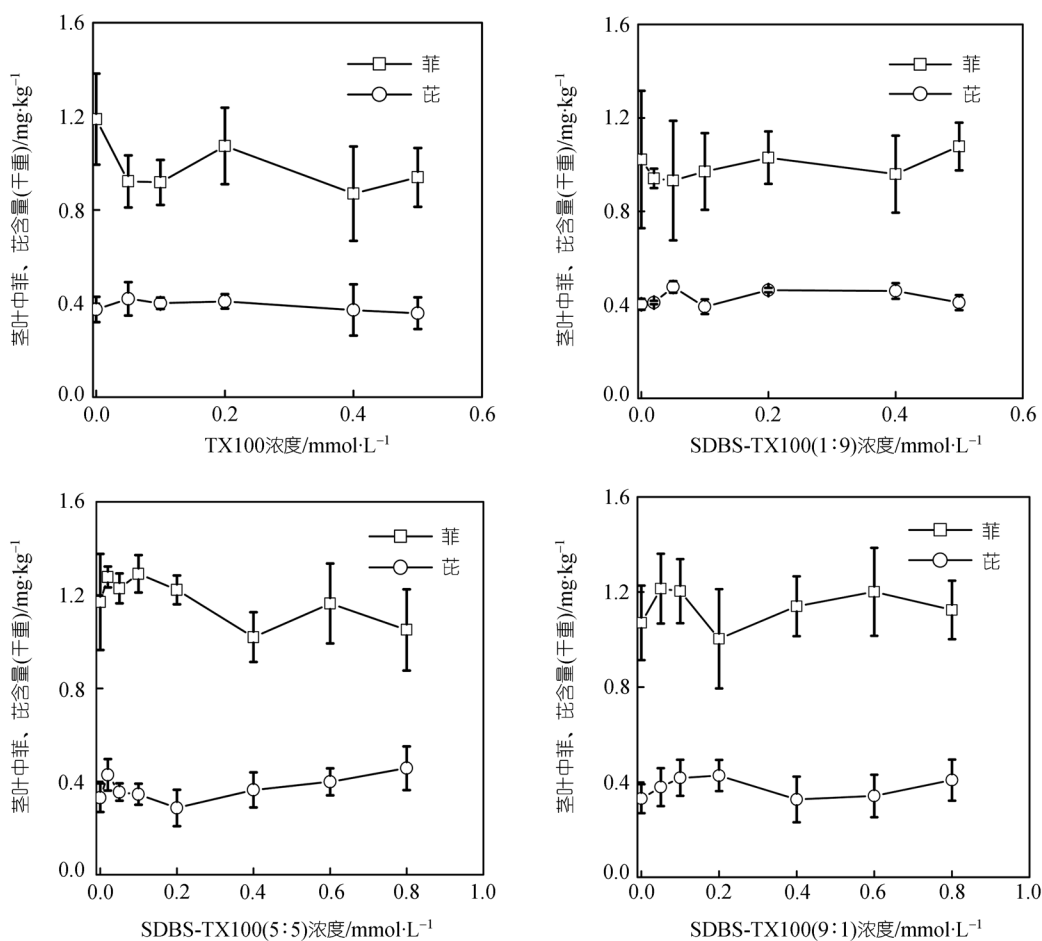 茎叶中菲、芘含量(干重)/mg·kg⁻¹
1.6
1.2
0.8
0.4
0.0
菲
芘
0.0 0.2 0.4 0.6
TX100浓度/mmol·L⁻¹
茎叶中菲、芘含量(干重)/mg·kg⁻¹
1.6
1.2
0.8
0.4
0.0
菲
芘
0.0 0.2 0.4 0.6
SDBS-TX100(1∶9)浓度/mmol·L⁻¹
茎叶中菲、芘含量(干重)/mg·kg⁻¹
1.6
1.2
0.8
0.4
0.0
菲
芘
0.0 0.2 0.4 0.6 0.8 1.0
SDBS-TX100(5∶5)浓度/mmol·L⁻¹
茎叶中菲、芘含量(干重)/mg·kg⁻¹
1.6
1.2
0.8
0.4
0.0
菲
芘
0.0 0.2 0.4 0.6 0.8 1.0
SDBS-TX100(9∶1)浓度/mmol·L⁻¹